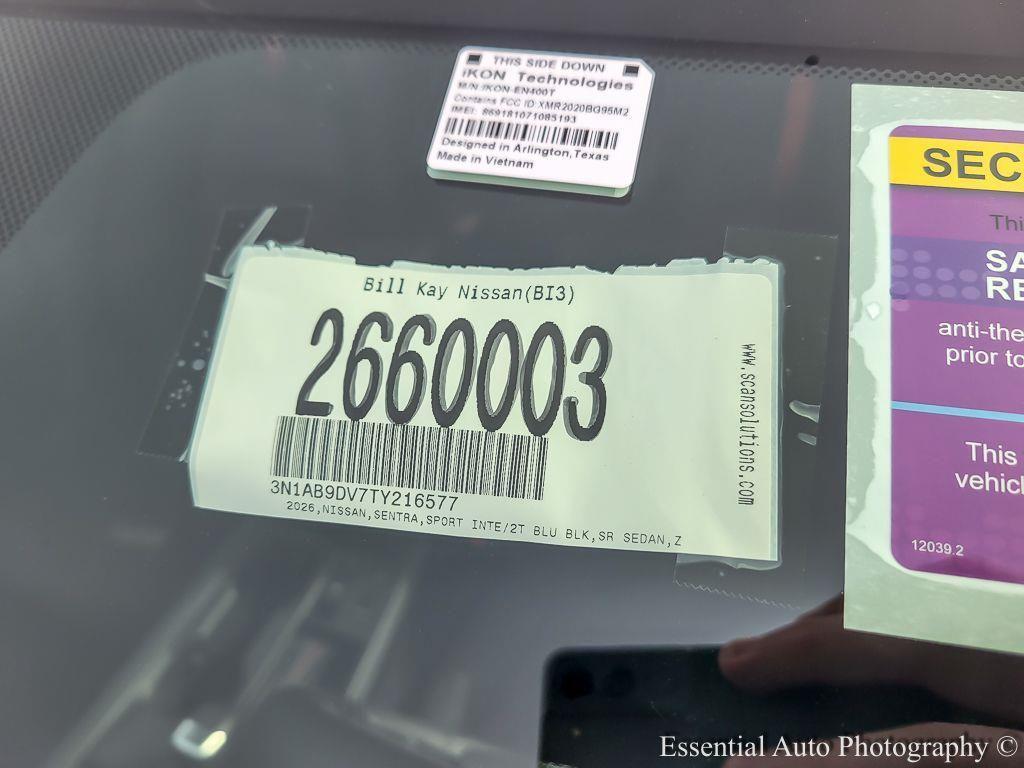 THIS SIDE DOWN
iKON Technologies
M/N:IKON-EN400T
Contains FCC ID:XMR2020BG95M2
IMEI: 869181071085193
Designed in Arlington,Texas
Made in Vietnam
Bill Kay Nissan(BI3)
2660003
www.scansolutions.com
3N1AB9DV7TY216577
2026,NISSAN,SENTRA,SPORT INTE/2T BLU BLK,SR SEDAN,Z
SEC
Thi
SA
RE
anti-the
prior to
This
vehicl
12039.2
Essential Auto Photography ©